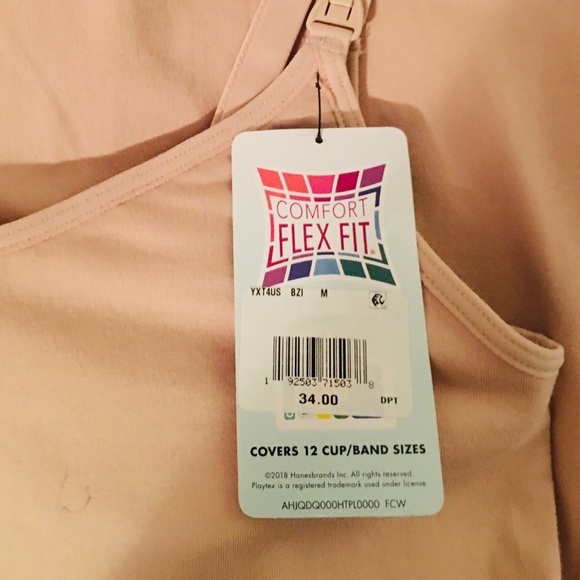 COMFORT
FLEX FIT®
YXT4US BZI M
1 92503 71503 8
34.00 DPT
COVERS 12 CUP/BAND SIZES
©2018 Hanesbrands Inc. All rights reserved.
Playtex is a registered trademark used under license.
AHJQDQ000HTPL0000 FCW